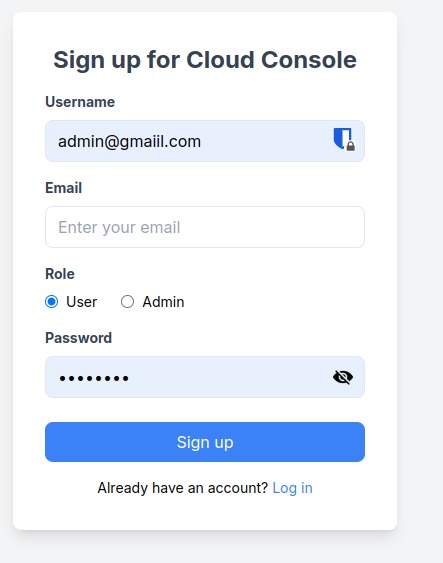 Sign up for Cloud Console
Username
admin@gmaiil.com
Email
Enter your email
Role
User Admin
Password
••••••••
Sign up
Already have an account? Log in